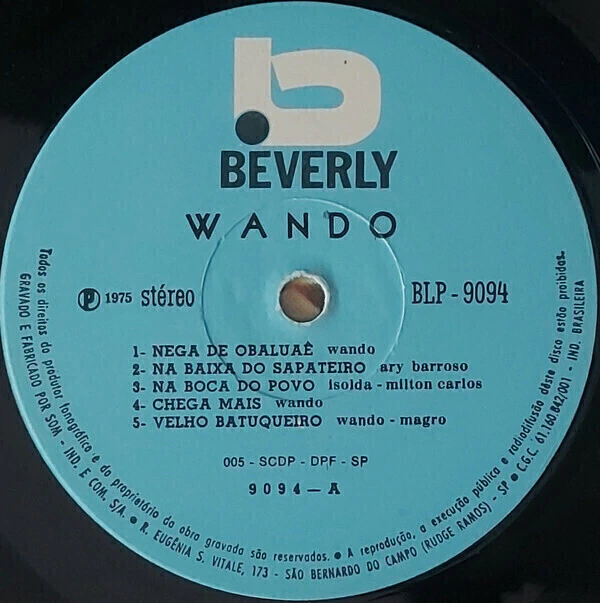 b
BEVERLY
WANDO
Ⓟ 1975 stéreo
BLP - 9094
1- NEGA DE OBALUAÊ wando
2- NA BAIXA DO SAPATEIRO ary barroso
3- NA BOCA DO POVO isolda - milton carlos
4- CHEGA MAIS wando
5- VELHO BATUQUEIRO wando - magro
005 - SCDP - DPF - SP
9094 — A
Todos os direitos do produtor fonográfico e do proprietário da obra gravada são reservados. ● A reprodução, a execução pública e radiodifusão deste disco estão proibidas.
GRAVADO E FABRICADO POR SOM - IND. E COM. S/A. ● R. EUGÊNIA S. VITALE, 173 - SÃO BERNARDO DO CAMPO (RUDGE RAMOS) - SP ● C.G.C. 61.160.842/001 - IND. BRASILEIRA